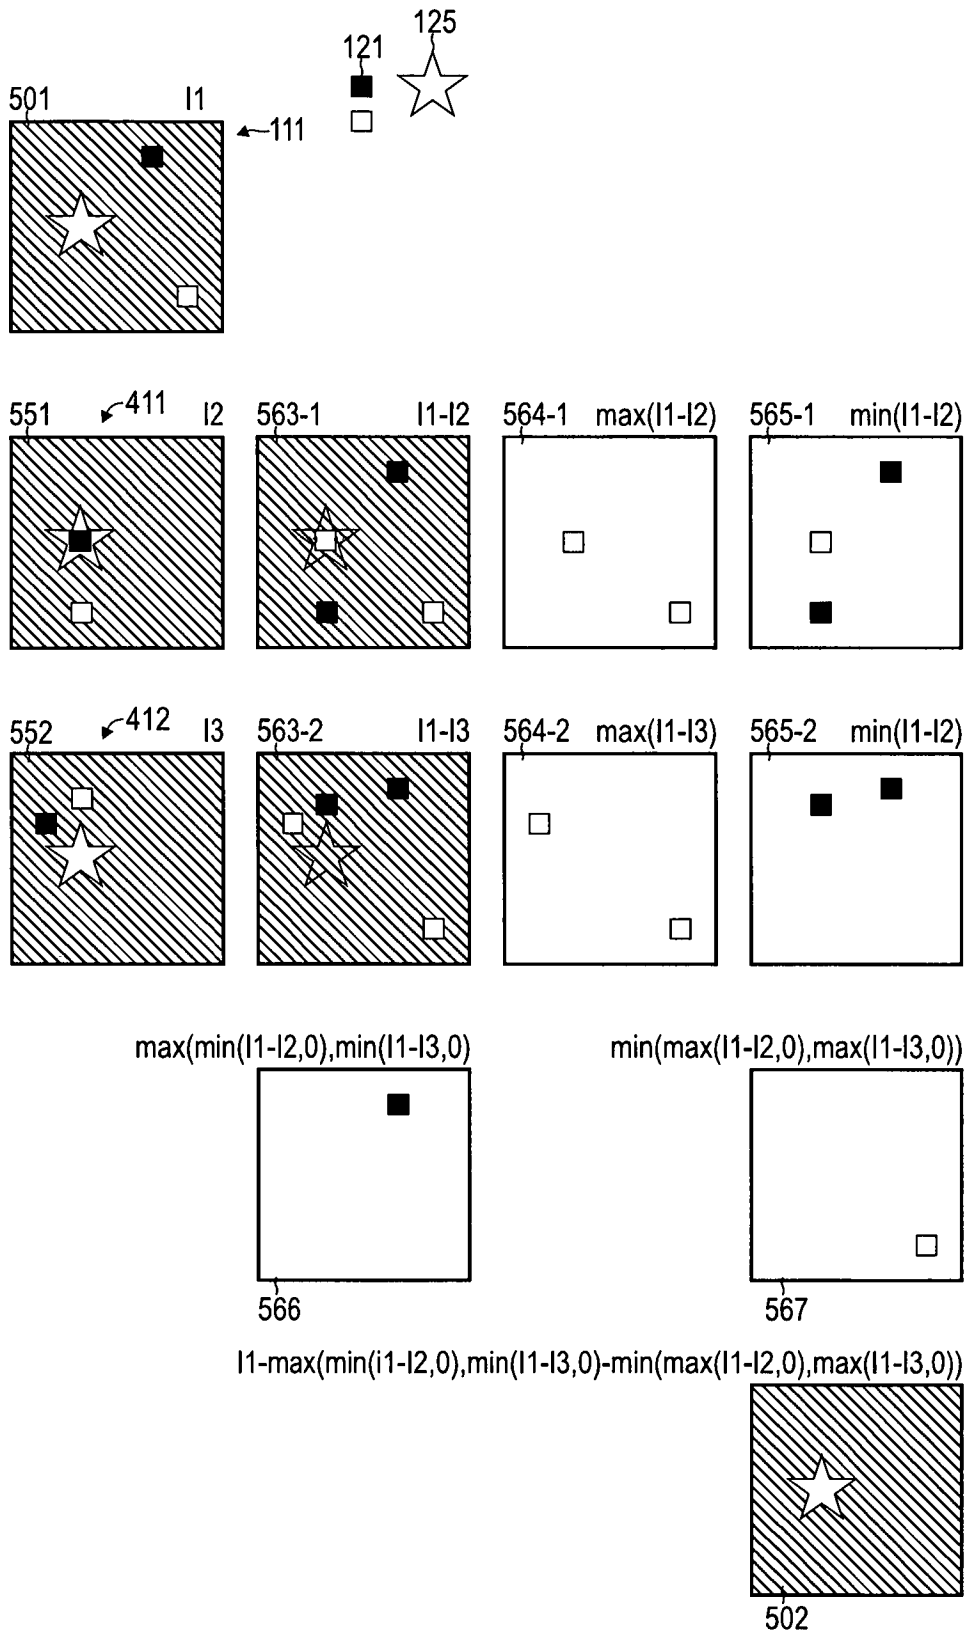 125
121
501 I1
111
551 411 I2
563-1 I1-I2
564-1 max(I1-I2)
565-1 min(I1-I2)
552 412 I3
563-2 I1-I3
564-2 max(I1-I3)
565-2 min(I1-I2)
max(min(I1-I2,0),min(I1-I3,0)
min(max(I1-I2,0),max(I1-I3,0))
566
567
I1-max(min(i1-I2,0),min(I1-I3,0)-min(max(I1-I2,0),max(I1-I3,0))
502